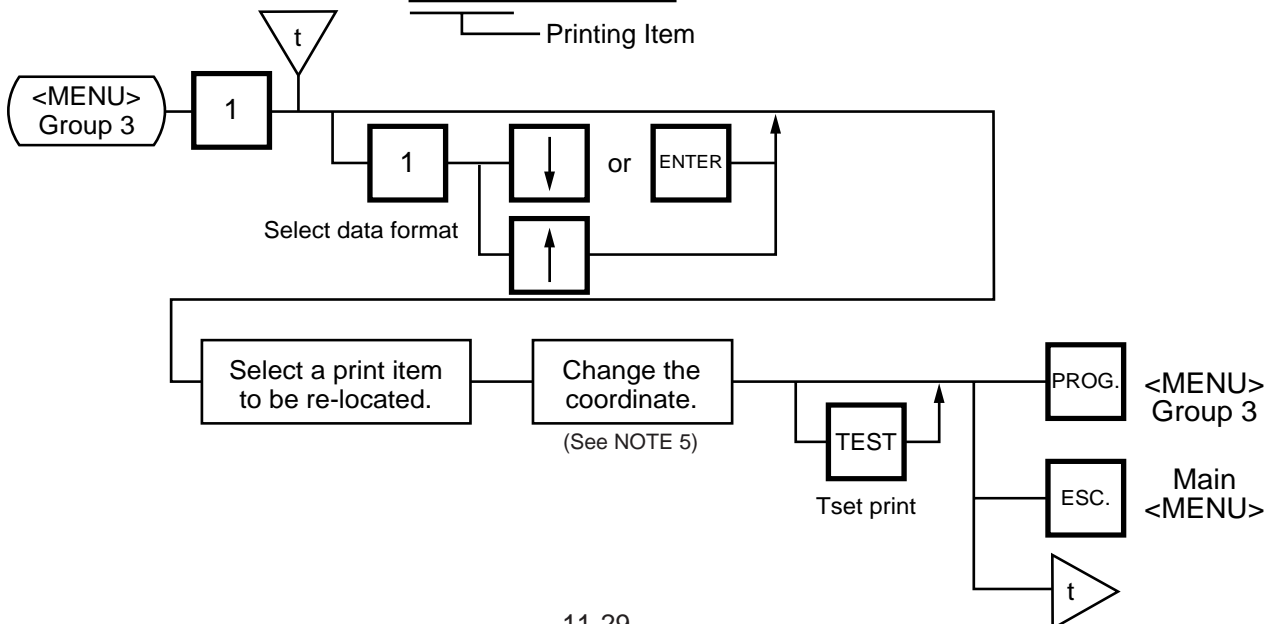 Printing Item
t
<MENU>
Group 3
1
1
or
ENTER
Select data format
Select a print item
to be re-located.
Change the
coordinate.
(See NOTE 5)
TEST
Tset print
PROG.
<MENU>
Group 3
ESC.
Main
<MENU>
t
11-29